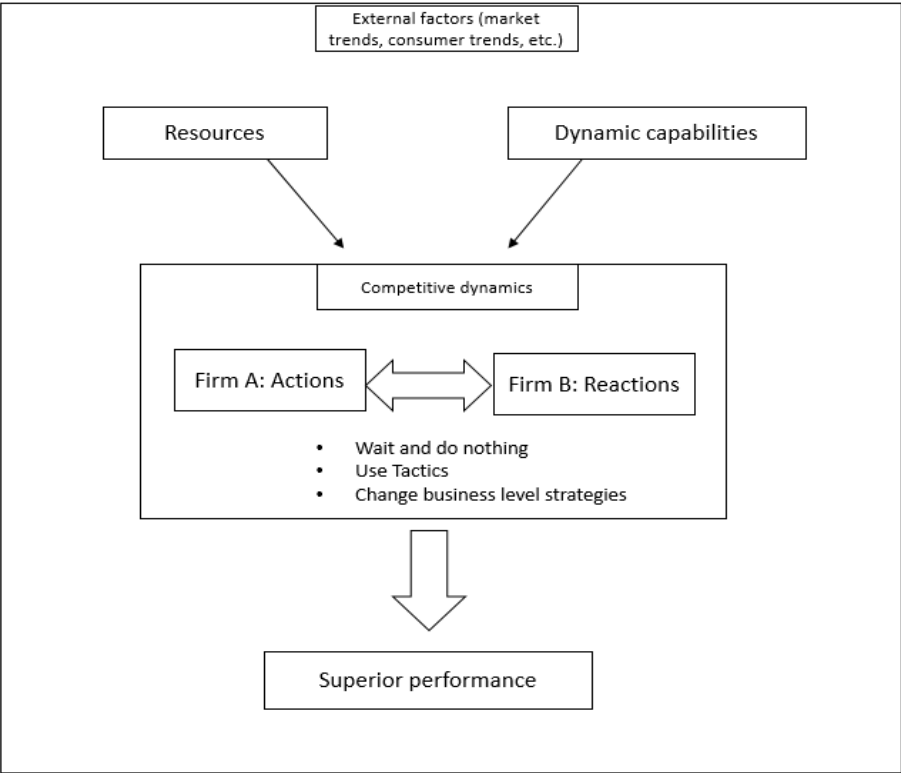 External factors (market
trends, consumer trends, etc.)
Resources
Dynamic capabilities
Competitive dynamics
Firm A: Actions
Firm B: Reactions
• Wait and do nothing
• Use Tactics
• Change business level strategies
Superior performance